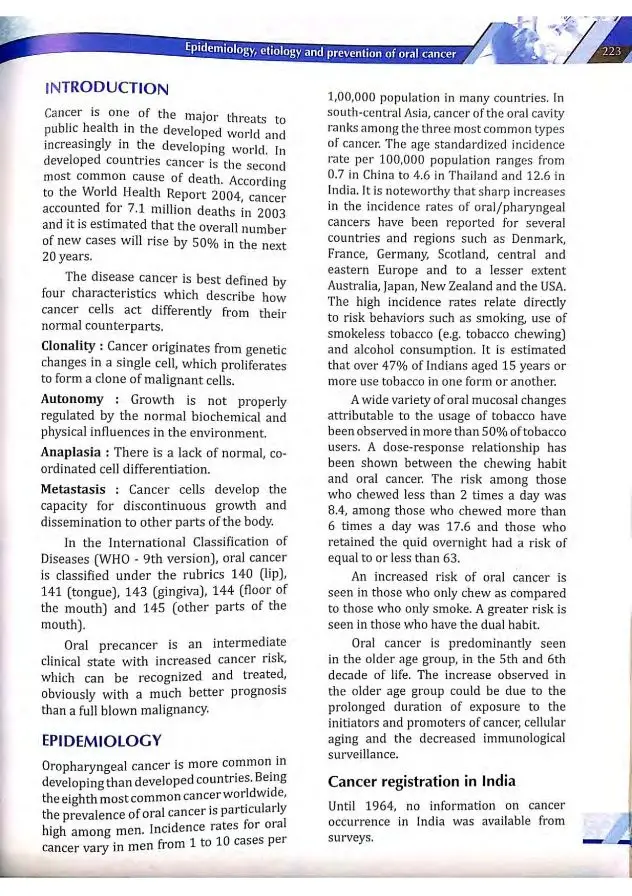 Epidemiology, etiology and prevention of oral cancer
223
INTRODUCTION
Cancer is one of the major threats to
public health in the developed world and
increasingly in the developing world. In
developed countries cancer is the second
most common cause of death. According
to the World Health Report 2004, cancer
accounted for 7.1 million deaths in 2003
and it is estimated that the overall number
of new cases will rise by 50% in the next
20 years.
The disease cancer is best defined by
four characteristics which describe how
cancer cells act differently from their
normal counterparts.
Clonality : Cancer originates from genetic
changes in a single cell, which proliferates
to form a clone of malignant cells.
Autonomy : Growth is not properly
regulated by the normal biochemical and
physical influences in the environment.
Anaplasia : There is a lack of normal, co-
ordinated cell differentiation.
Metastasis : Cancer cells develop the
capacity for discontinuous growth and
dissemination to other parts of the body.
In the International Classification of
Diseases (WHO - 9th version), oral cancer
is classified under the rubrics 140 (lip),
141 (tongue), 143 (gingiva), 144 (floor of
the mouth) and 145 (other parts of the
mouth).
Oral precancer is an intermediate
clinical state with increased cancer risk,
which can be recognized and treated,
obviously with a much better prognosis
than a full blown malignancy.
EPIDEMIOLOGY
Oropharyngeal cancer is more common in
developing than developed countries. Being
the eighth most common cancer worldwide,
the prevalence of oral cancer is particularly
high among men. Incidence rates for oral
cancer vary in men from 1 to 10 cases per
1,00,000 population in many countries. In
south-central Asia, cancer of the oral cavity
ranks among the three most common types
of cancer. The age standardized incidence
rate per 100,000 population ranges from
0.7 in China to 4.6 in Thailand and 12.6 in
India. It is noteworthy that sharp increases
in the incidence rates of oral/pharyngeal
cancers have been reported for several
countries and regions such as Denmark,
France, Germany, Scotland, central and
eastern Europe and to a lesser extent
Australia, Japan, New Zealand and the USA.
The high incidence rates relate directly
to risk behaviors such as smoking, use of
smokeless tobacco (e.g. tobacco chewing)
and alcohol consumption. It is estimated
that over 47% of Indians aged 15 years or
more use tobacco in one form or another.
A wide variety of oral mucosal changes
attributable to the usage of tobacco have
been observed in more than 50% of tobacco
users. A dose-response relationship has
been shown between the chewing habit
and oral cancer. The risk among those
who chewed less than 2 times a day was
8.4, among those who chewed more than
6 times a day was 17.6 and those who
retained the quid overnight had a risk of
equal to or less than 63.
An increased risk of oral cancer is
seen in those who only chew as compared
to those who only smoke. A greater risk is
seen in those who have the dual habit.
Oral cancer is predominantly seen
in the older age group, in the 5th and 6th
decade of life. The increase observed in
the older age group could be due to the
prolonged duration of exposure to the
initiators and promoters of cancer, cellular
aging and the decreased immunological
surveillance.
Cancer registration in India
Until 1964, no information on cancer
occurrence in India was available from
surveys.